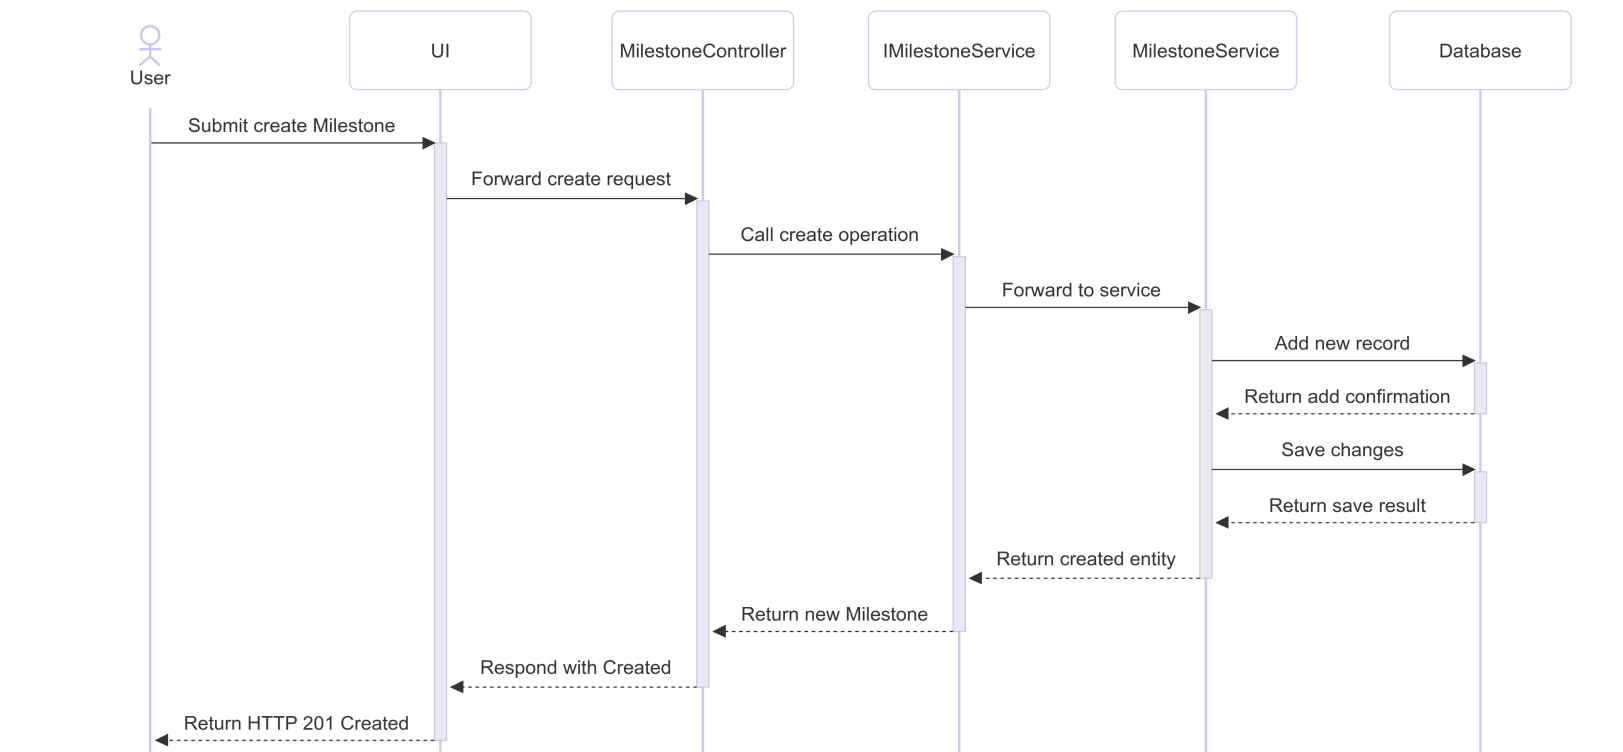 User
UI
MilestoneController
IMilestoneService
MilestoneService
Database
Submit create Milestone
Forward create request
Call create operation
Forward to service
Add new record
Return add confirmation
Save changes
Return save result
Return created entity
Return new Milestone
Respond with Created
Return HTTP 201 Created